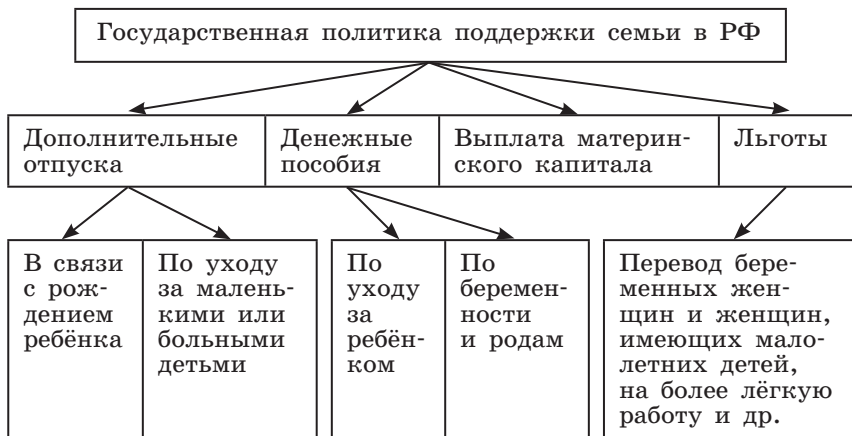 Государственная политика поддержки семьи в РФ
Дополнительные
отпуска
Денежные
пособия
Выплата материн-
ского капитала
Льготы
В связи
с рож-
дением
ребёнка
По уходу
за малень-
кими или
больными
детьми
По
уходу
за
ребён-
ком
По
беремен-
ности
и родам
Перевод бере-
менных жен-
щин и женщин,
имеющих мало-
летних детей,
на более лёгкую
работу и др.